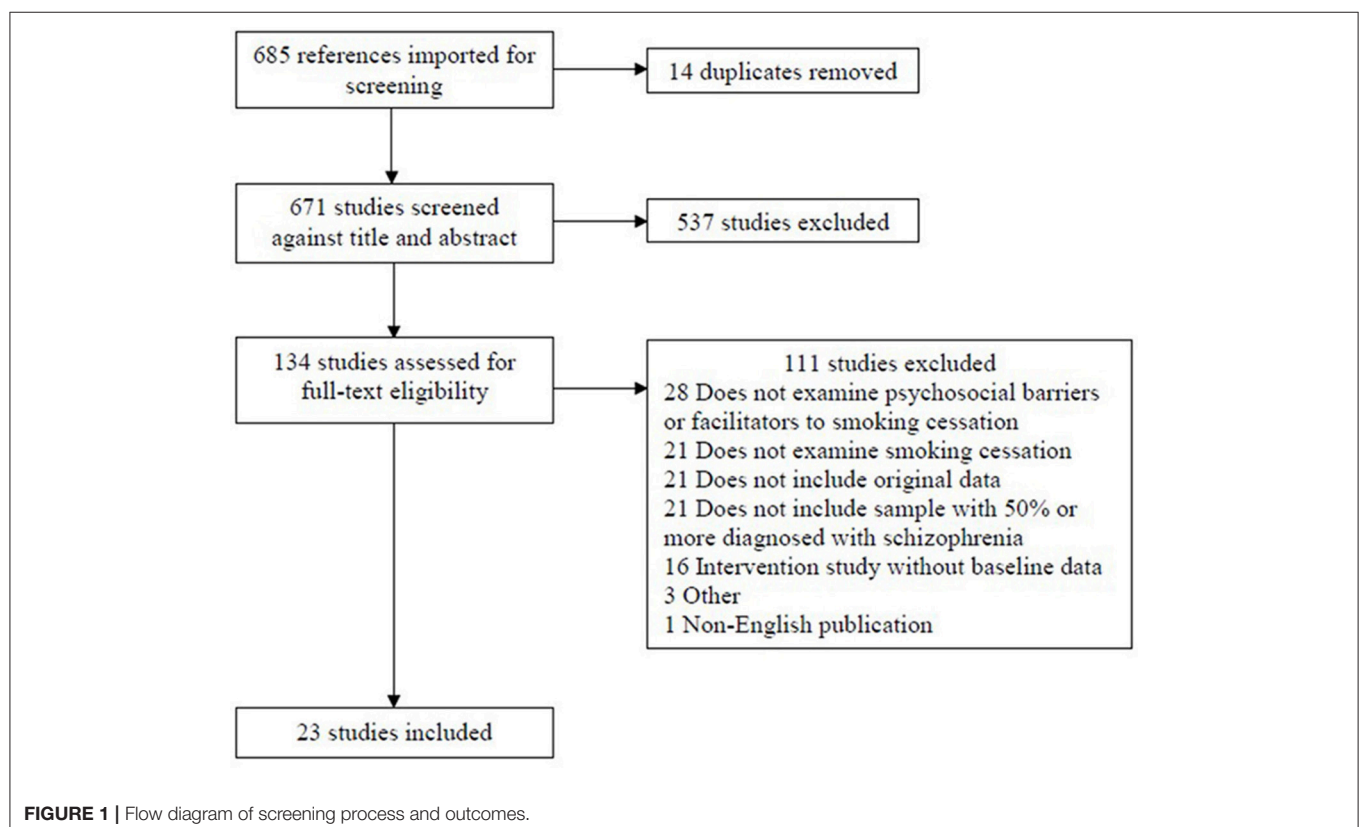 685 references imported for
screening
14 duplicates removed
671 studies screened
against title and abstract
537 studies excluded
134 studies assessed for
full-text eligibility
111 studies excluded
28 Does not examine psychosocial barriers
or facilitators to smoking cessation
21 Does not examine smoking cessation
21 Does not include original data
21 Does not include sample with 50% or
more diagnosed with schizophrenia
16 Intervention study without baseline data
3 Other
1 Non-English publication
23 studies included
FIGURE 1 | Flow diagram of screening process and outcomes.